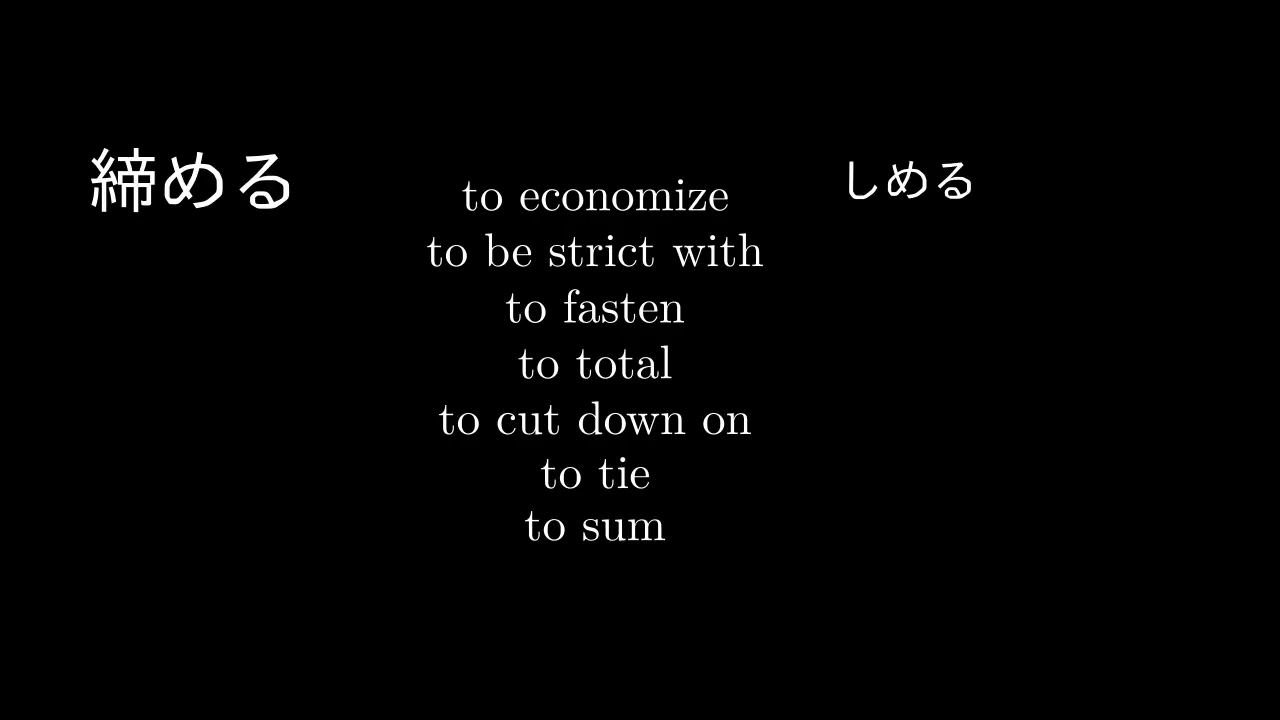 締める
to economize
to be strict with
to fasten
to total
to cut down on
to tie
to sum
しめる